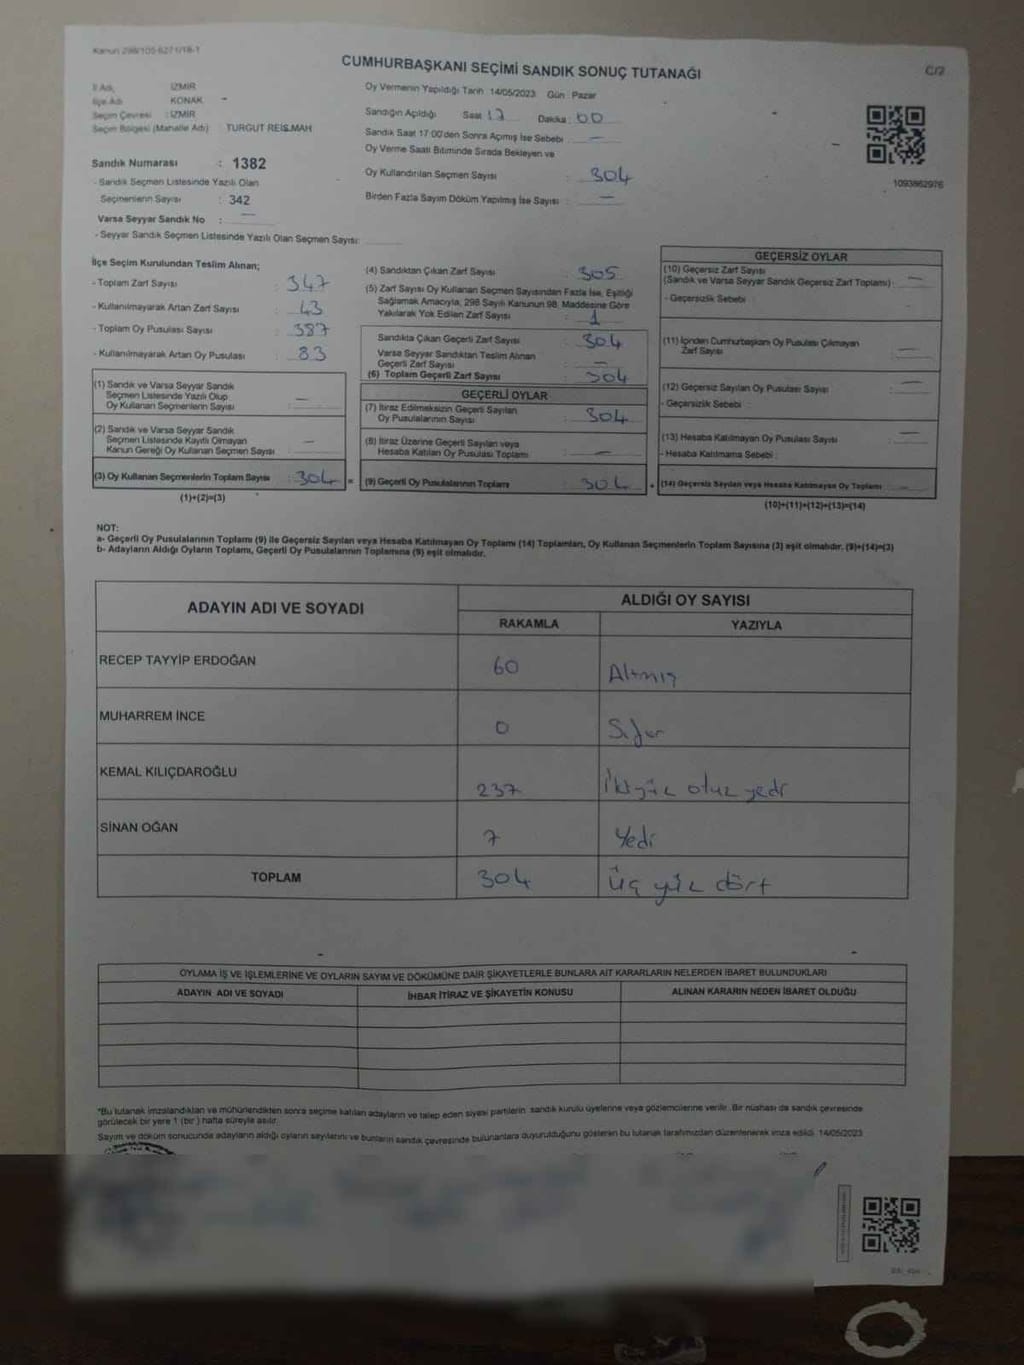 Kanun 298/105-6271/18-1
CUMHURBAŞKANI SEÇİMİ SANDIK SONUÇ TUTANAĞI
C/2
İl Adı, İZMİR
İlçe Adı KONAK
Seçim Çevresi : İZMİR
Seçim Bölgesi (Mahalle Adı) TURGUT REİS.MAH
Sandık Numarası : 1382
- Sandık Seçmen Listesinde Yazılı Olan
Seçmenlerin Sayısı : 342
Varsa Seyyar Sandık No :
- Seyyar Sandık Seçmen Listesinde Yazılı Olan Seçmen Sayısı:
Oy Vermenin Yapıldığı Tarih 14/05/2023 Gün : Pazar
Sandığın Açıldığı Saat 17 Dakika : 00
Sandık Saat 17:00'den Sonra Açmış İse Sebebi —
Oy Verme Saati Bitiminde Sırada Bekleyen ve
Oy Kullandırılan Seçmen Sayısı : 304
Birden Fazla Sayım Döküm Yapılmış İse Sayısı : —
1093862976
İlçe Seçim Kurulundan Teslim Alınan;
- Toplam Zarf Sayısı : 347
- Kullanılmayarak Artan Zarf Sayısı : 43
- Toplam Oy Pusulası Sayısı : 387
- Kullanılmayarak Artan Oy Pusulası : 83
(1) Sandık ve Varsa Seyyar Sandık
Seçmen Listesinde Yazılı Olup
Oy Kullanan Seçmenlerin Sayısı : —
(2) Sandık ve Varsa Seyyar Sandık
Seçmen Listesinde Kayıtlı Olmayan
Kanun Gereği Oy Kulanan Seçmen Sayısı : —
(3) Oy Kullanan Seçmenlerin Toplam Sayısı : 304 =
(1)+(2)=(3)
(4) Sandıktan Çıkan Zarf Sayısı : 305
(5) Zarf Sayısı Oy Kullanan Seçmen Sayısından Fazla İse, Eşitliği
Sağlamak Amacıyla, 298 Sayılı Kanunun 98. Maddesine Göre
Yakılarak Yok Edilen Zarf Sayısı : 1
Sandıkta Çıkan Geçerli Zarf Sayısı : 304
Varsa Seyyar Sandıktan Teslim Alınan
Geçerli Zarf Sayısı : —
(6) Toplam Geçerli Zarf Sayısı : 304
GEÇERLİ OYLAR
(7) İtiraz Edilmeksizin Geçerli Sayılan
Oy Pusulalarının Sayısı : 304
(8) İtiraz Üzerine Geçerli Sayılan veya
Hesaba Katılan Oy Pusulası Toplamı : —
(9) Geçerli Oy Pusulalarının Toplamı : 304 +
GEÇERSİZ OYLAR
(10) Geçersiz Zarf Sayısı
(Sandık ve Varsa Seyyar Sandık Geçersiz Zarf Toplamı) : —
- Geçersizlik Sebebi :
(11) İçinden Cumhurbaşkanı Oy Pusulası Çıkmayan
Zarf Sayısı : —
(12) Geçersiz Sayılan Oy Pusulası Sayısı : —
- Geçersizlik Sebebi :
(13) Hesaba Katılmayan Oy Pusulası Sayısı : —
- Hesaba Katılmama Sebebi :
(14) Geçersiz Sayılan veya Hesaba Katılmayan Oy Toplamı : —
(10)+(11)+(12)+(13)=(14)
NOT:
a- Geçerli Oy Pusulalarının Toplamı (9) ile Geçersiz Sayılan veya Hesaba Katılmayan Oy Toplamı (14) Toplamları, Oy Kullanan Seçmenlerin Toplam Sayısına (3) eşit olmalıdır. (9)+(14)=(3)
b- Adayların Aldığı Oyların Toplamı, Geçerli Oy Pusulalarının Toplamına (9) eşit olmalıdır.
ADAYIN ADI VE SOYADI ALDIĞI OY SAYISI
RAKAMLA YAZIYLA
RECEP TAYYİP ERDOĞAN 60 Altmış
MUHARREM İNCE 0 Sıfır
KEMAL KILIÇDAROĞLU 237 İkiyüz otuz yedi
SİNAN OĞAN 7 Yedi
TOPLAM 304 Üç yüz dört
OYLAMA İŞ VE İŞLEMLERİNE VE OYLARIN SAYIM VE DÖKÜMÜNE DAİR ŞİKAYETLERLE BUNLARA AİT KARARLARIN NELERDEN İBARET BULUNDUKLARI
ADAYIN ADI VE SOYADI İHBAR İTİRAZ VE ŞİKAYETİN KONUSU ALINAN KARARIN NEDEN İBARET OLDUĞU
*Bu tutanak imzalandıktan ve mühürlendikten sonra seçime katılan adayların ve talep eden siyasi partilerin sandık kurulu üyelerine veya gözlemcilerine verilir. Bir nüshası da sandık çevresinde
görülecek bir yere 1 (bir) hafta süreyle asılır.
Sayım ve döküm sonucunda adayların aldığı oyların sayılarını ve bunların sandık çevresinde bulunanlara duyurulduğunu gösteren bu tutanak tarafımızdan düzenlenerek imza edildi. 14/05/2023